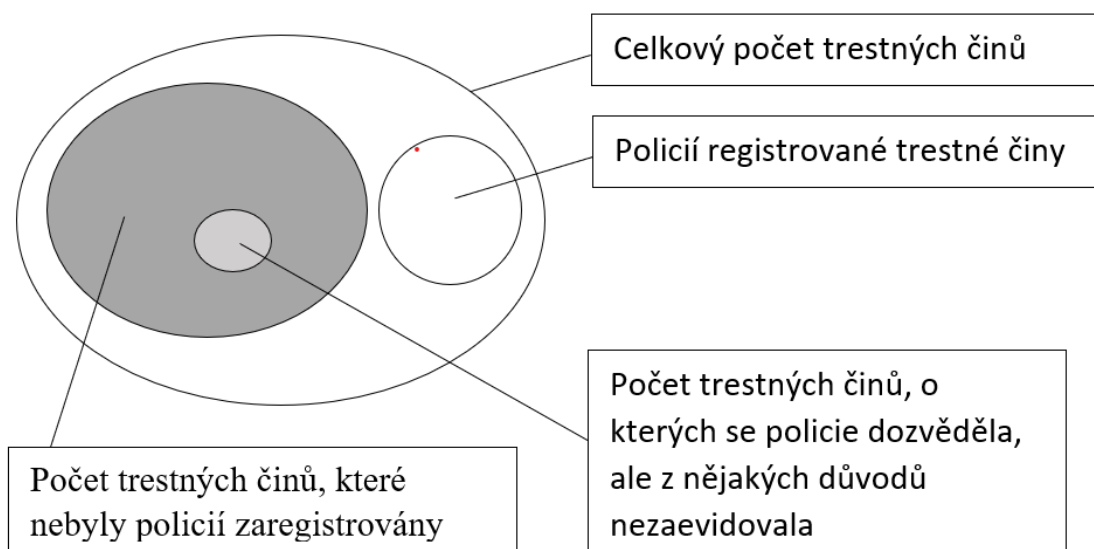 Celkový počet trestných činů
Policií registrované trestné činy
Počet trestných činů, o
kterých se policie dozvěděla,
ale z nějakých důvodů
nezaevidovala
Počet trestných činů, které
nebyly policií zaregistrovány